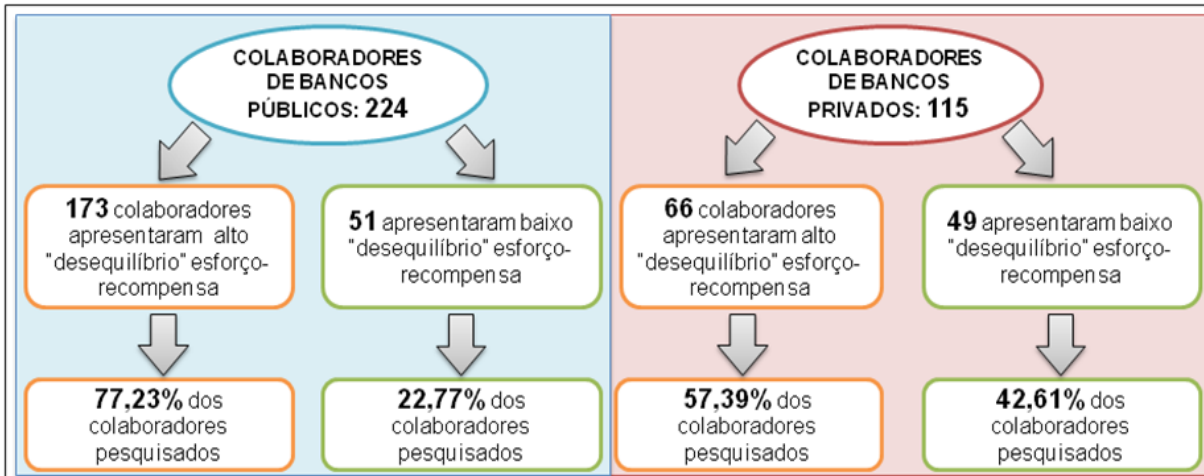 COLABORADORES
DE BANCOS
PÚBLICOS: 224
COLABORADORES
DE BANCOS
PRIVADOS: 115
173 colaboradores
apresentaram alto
"desequilíbrio" esforço-
recompensa
51 apresentaram baixo
"desequilíbrio" esforço-
recompensa
66 colaboradores
apresentaram alto
"desequilíbrio" esforço-
recompensa
49 apresentaram baixo
"desequilíbrio" esforço-
recompensa
77,23% dos
colaboradores
pesquisados
22,77% dos
colaboradores
pesquisados
57,39% dos
colaboradores
pesquisados
42,61% dos
colaboradores
pesquisados